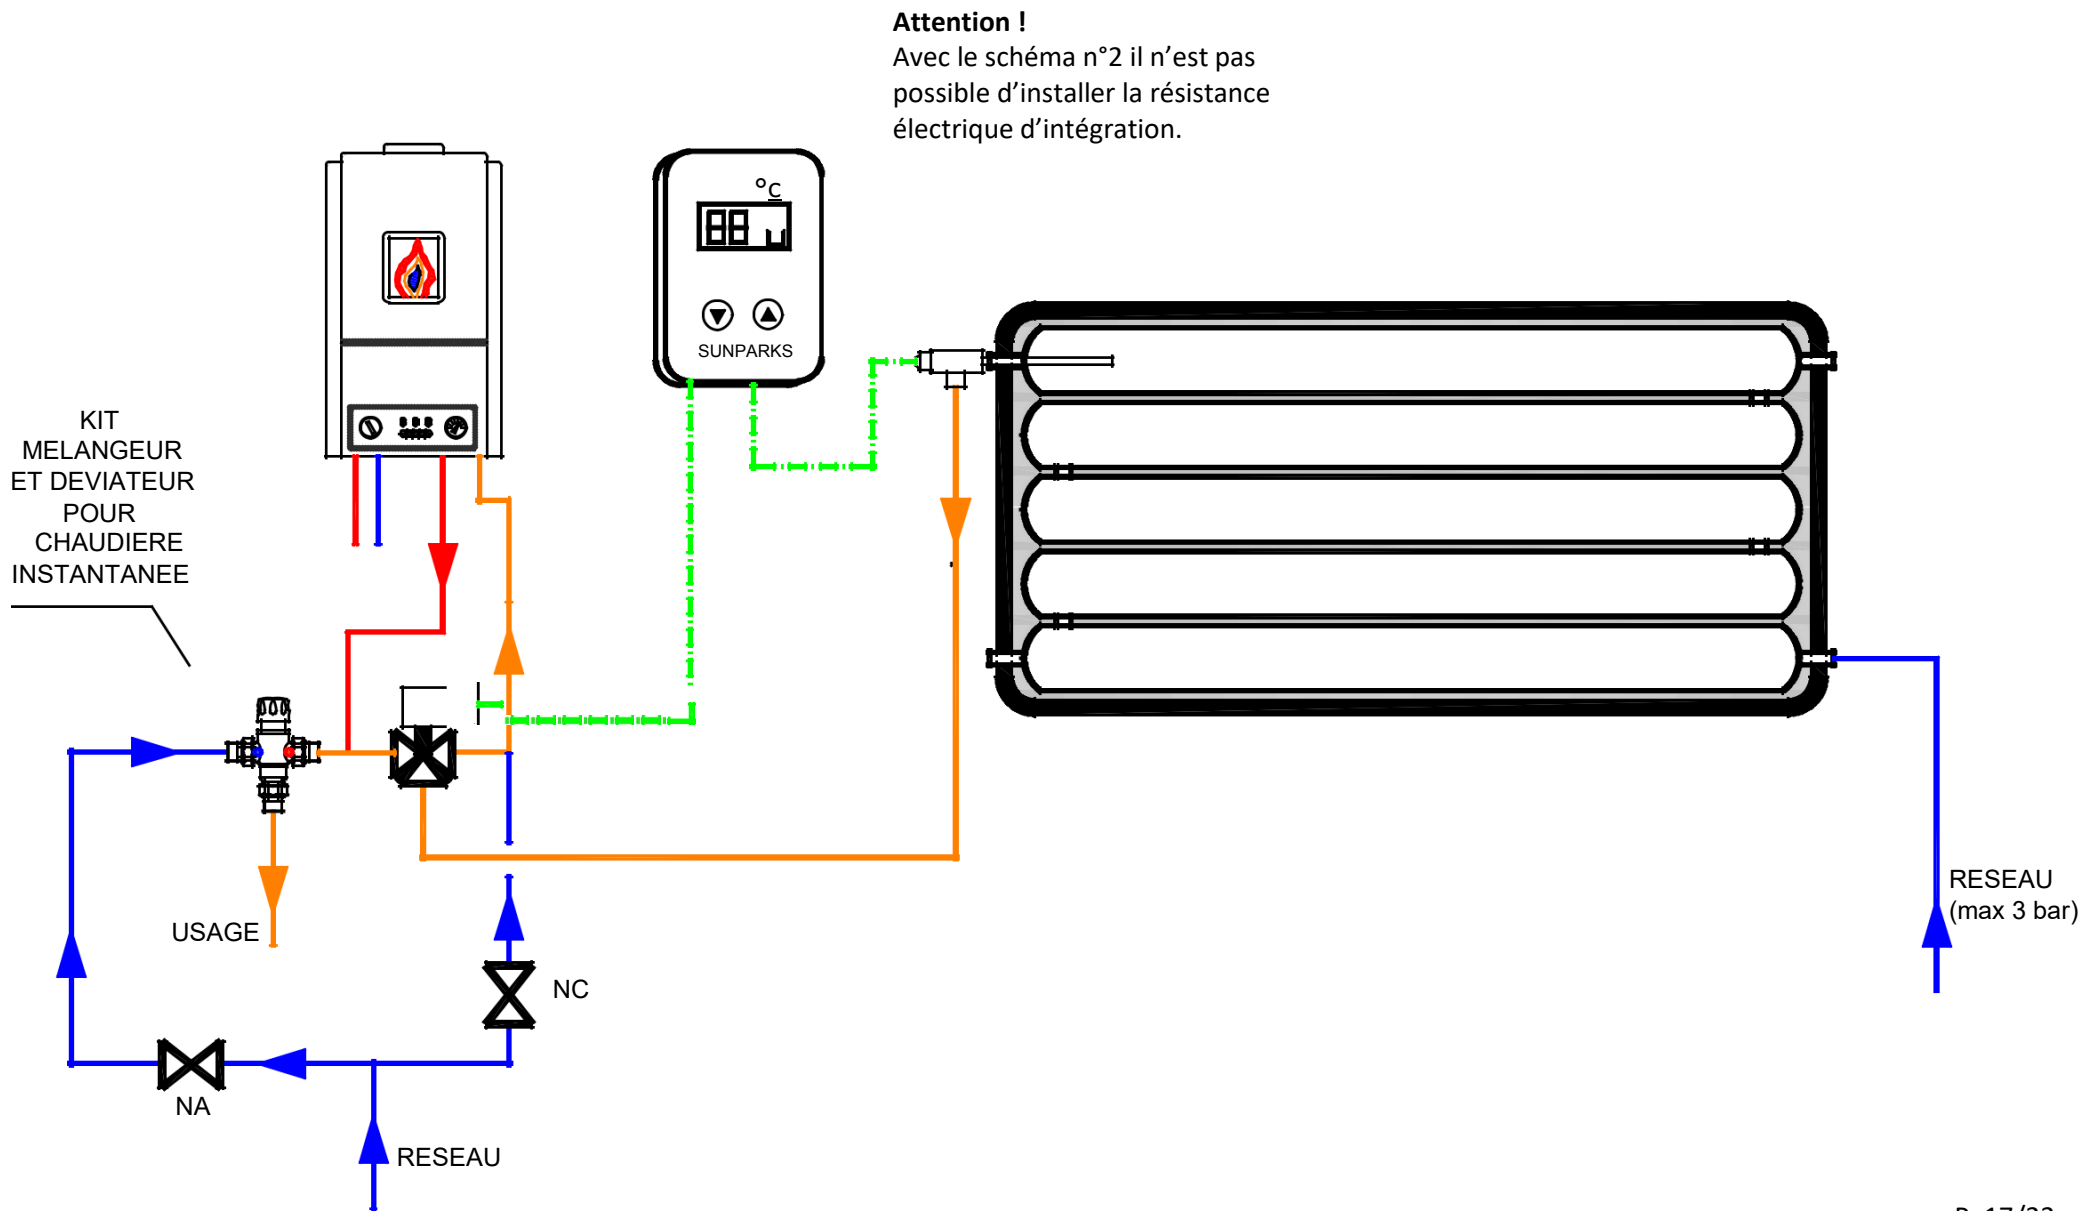 Attention !
Avec le schéma n°2 il n’est pas
possible d’installer la résistance
électrique d’intégration.
°C
88
SUNPARKS
KIT
MELANGEUR
ET DEVIATEUR
POUR
CHAUDIERE
INSTANTANEE
USAGE
NC
NA
RESEAU
RESEAU
(max 3 bar)